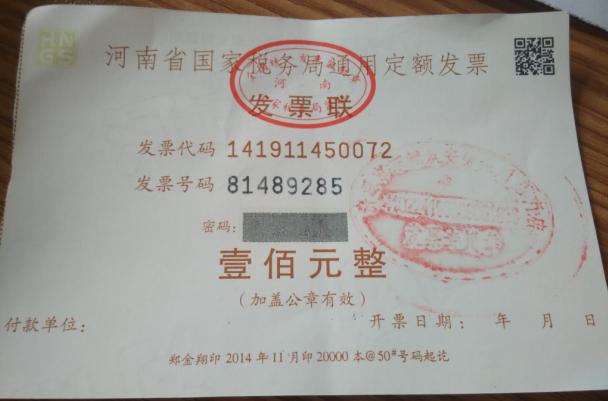 HN
GS
河南省国家税务局通用定额发票
河南
发票联
发票代码 141911450072
发票号码 81489285
密码：
壹佰元整
（加盖公章有效）
付款单位： 开票日期： 年 月 日
郑金翔印 2014 年 11 月印 20000 本@50#号码起讫